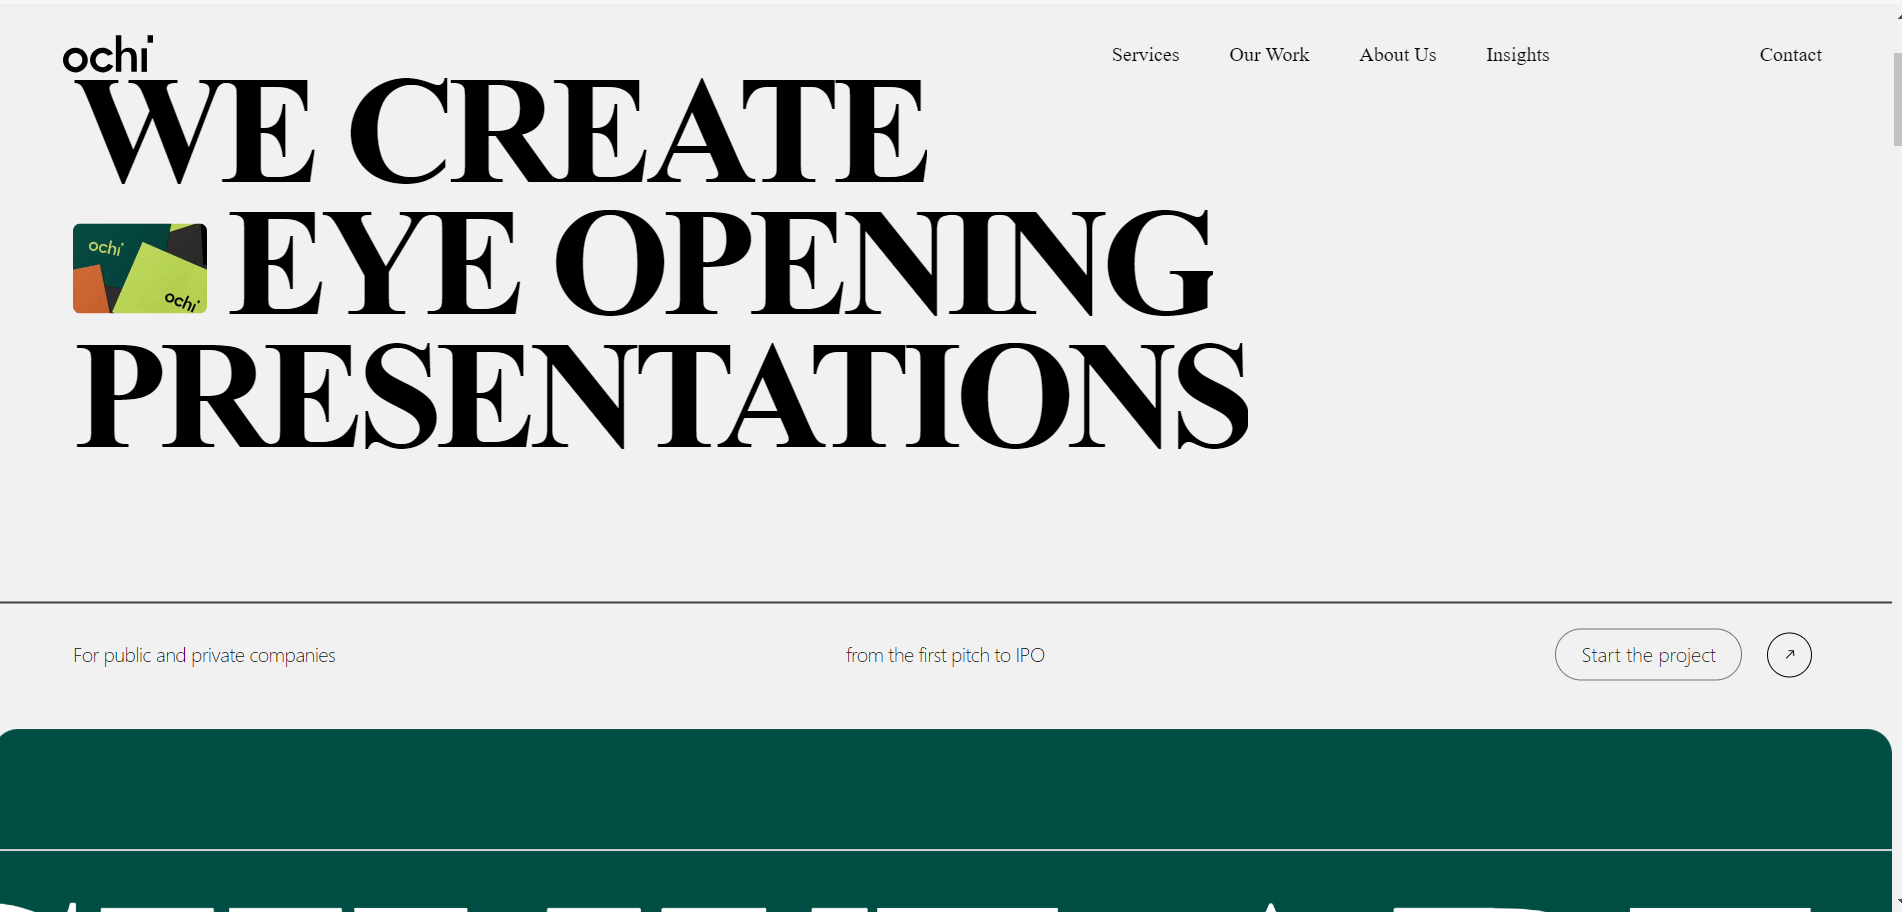 ochi
Services Our Work About Us Insights Contact
WE CREATE
ochi
ochi
EYE OPENING
PRESENTATIONS
For public and private companies
from the first pitch to IPO
Start the project